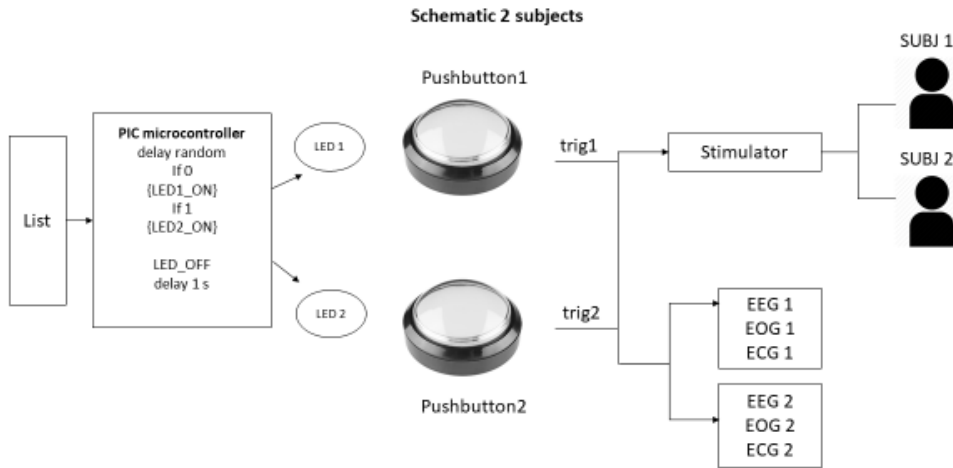 Schematic 2 subjects
List
PIC microcontroller
delay random
If 0
{LED1_ON}
If 1
{LED2_ON}
LED_OFF
delay 1 s
LED 1
LED 2
Pushbutton1
Pushbutton2
trig1
trig2
Stimulator
SUBJ 1
SUBJ 2
EEG 1
EOG 1
ECG 1
EEG 2
EOG 2
ECG 2